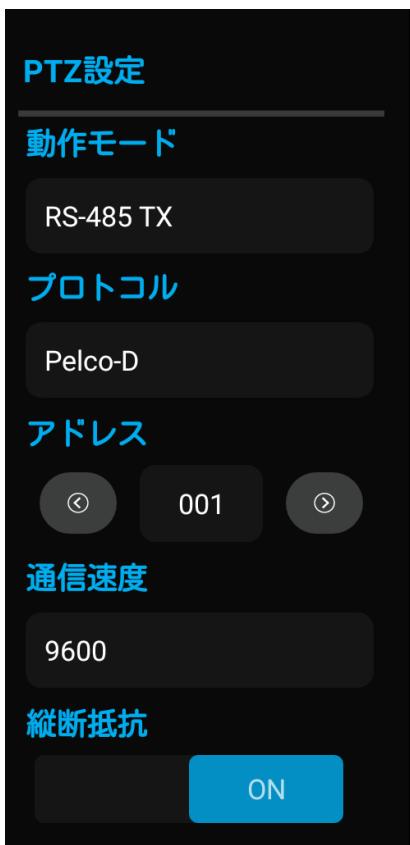 PTZ設定
動作モード
RS-485 TX
プロトコル
Pelco-D
アドレス
001
通信速度
9600
縦断抵抗
ON